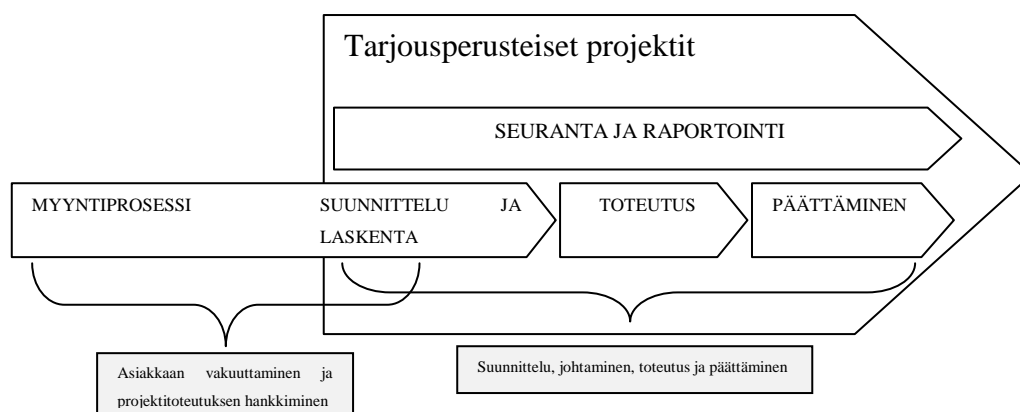 Tarjousperusteiset projektit
SEURANTA JA RAPORTOINTI
MYYNTIPROSESSI
SUUNNITTELU JA
LASKENTA
TOTEUTUS
PÄÄTTÄMINEN
Asiakkaan vakuuttaminen ja
projektitoteutuksen hankkiminen
Suunnittelu, johtaminen, toteutus ja päättäminen